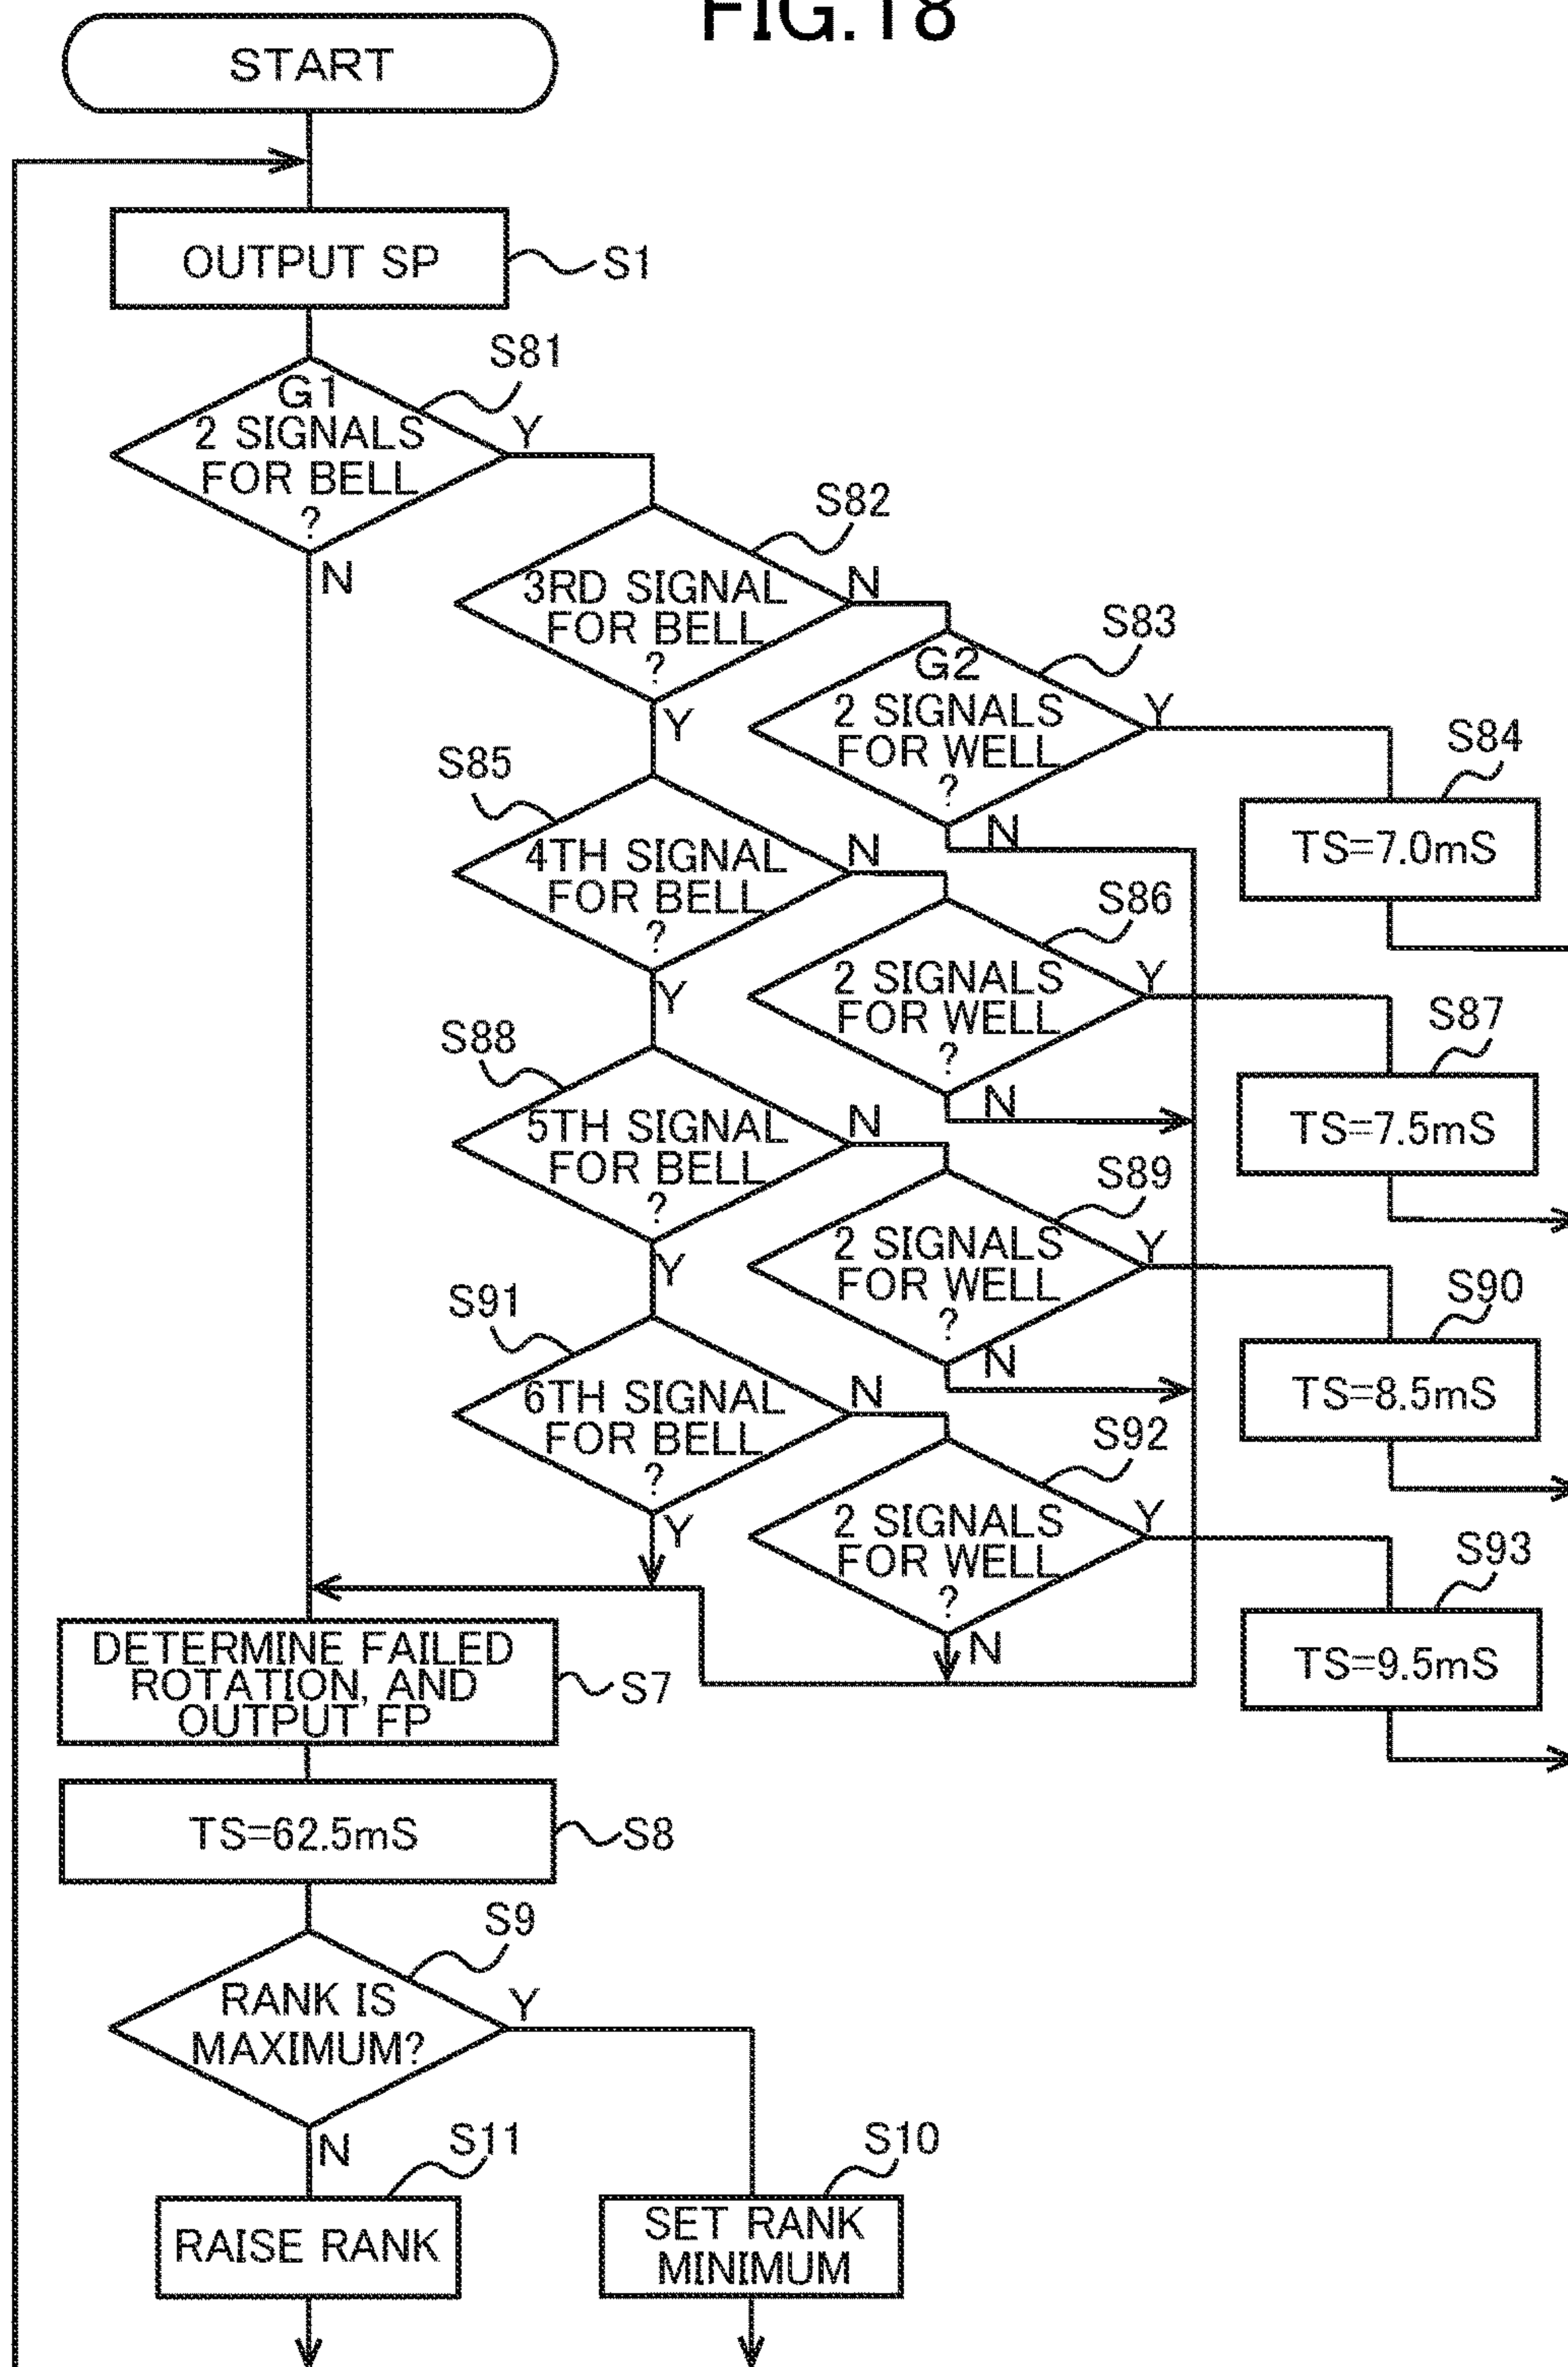 FIG.18
START
OUTPUT SP
S1
S81
G1
2 SIGNALS
FOR BELL
?
Y
N
S82
3RD SIGNAL
FOR BELL
?
N
Y
S83
G2
2 SIGNALS
FOR WELL
?
Y
N
S84
TS=7.0mS
S85
4TH SIGNAL
FOR BELL
?
N
Y
S86
2 SIGNALS
FOR WELL
?
Y
N
S87
TS=7.5mS
S88
5TH SIGNAL
FOR BELL
?
N
Y
S89
2 SIGNALS
FOR WELL
?
Y
N
S90
TS=8.5mS
S91
6TH SIGNAL
FOR BELL
?
N
Y
S92
2 SIGNALS
FOR WELL
?
Y
N
S93
TS=9.5mS
DETERMINE FAILED
ROTATION, AND
OUTPUT FP
S7
TS=62.5mS
S8
S9
RANK IS
MAXIMUM?
Y
N
S11
RAISE RANK
S10
SET RANK
MINIMUM